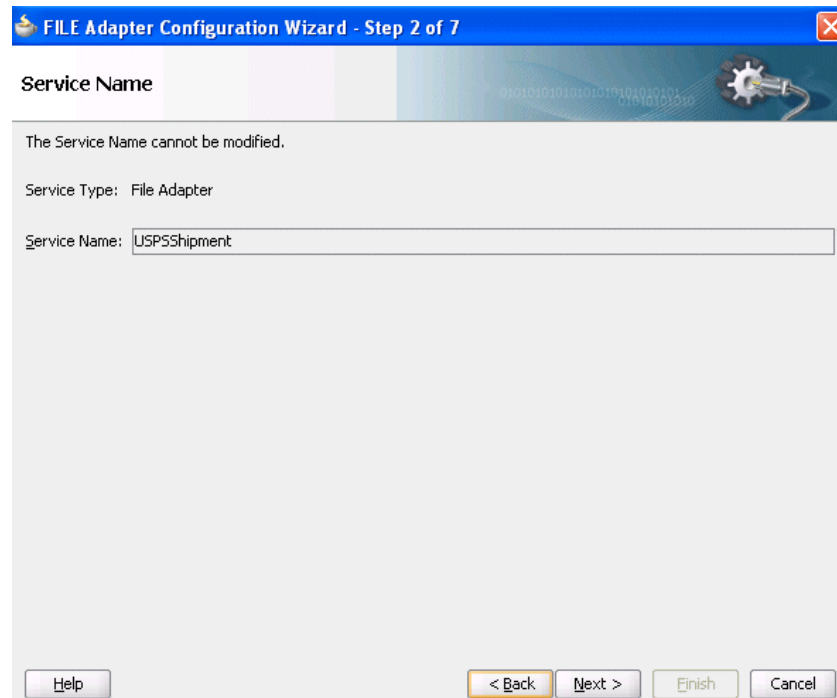 FILE Adapter Configuration Wizard - Step 2 of 7
Service Name
The Service Name cannot be modified.
Service Type: File Adapter
Service Name: USPSShipment
Help
< Back
Next >
Finish
Cancel